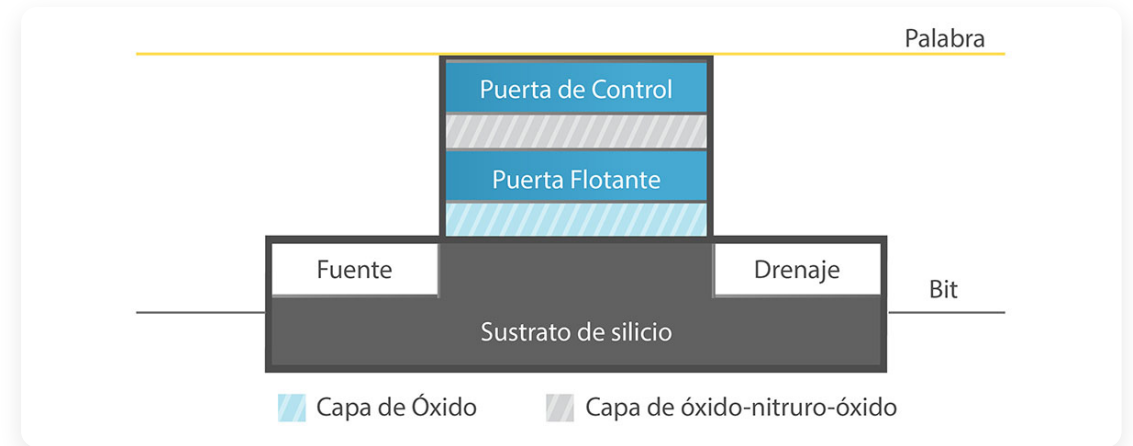 Palabra
Puerta de Control
Puerta Flotante
Fuente
Drenaje
Bit
Sustrato de silicio
Capa de Óxido
Capa de óxido-nitruro-óxido